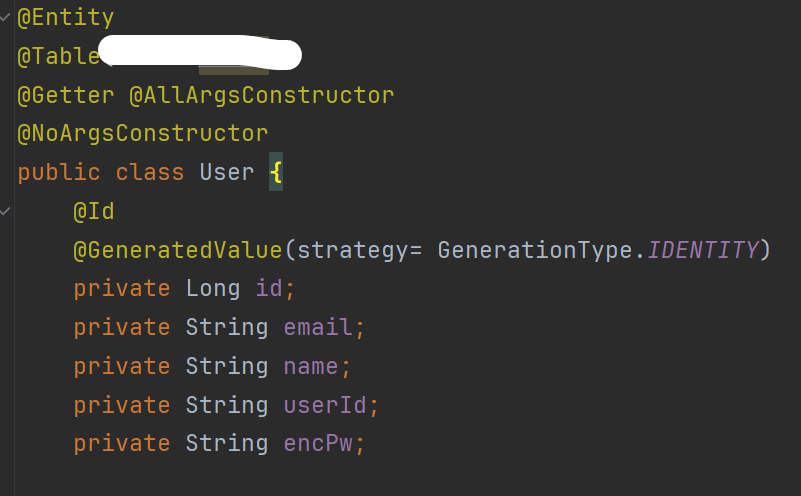 @Entity
@Table
@Getter @AllArgsConstructor
@NoArgsConstructor
public class User {
@Id
@GeneratedValue(strategy= GenerationType.IDENTITY)
private Long id;
private String email;
private String name;
private String userId;
private String encPw;